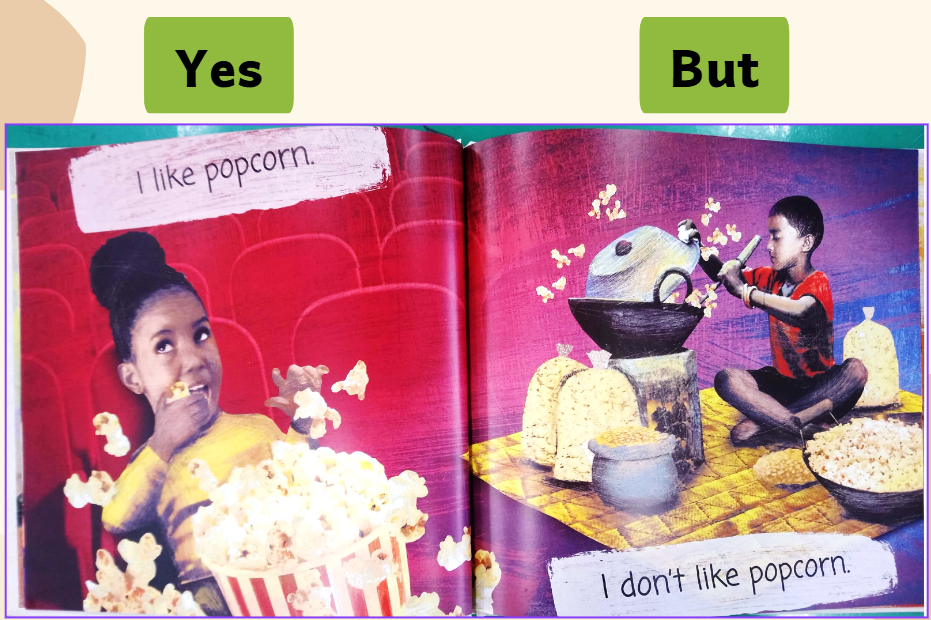 Yes
But
I like popcorn.
I don't like popcorn.